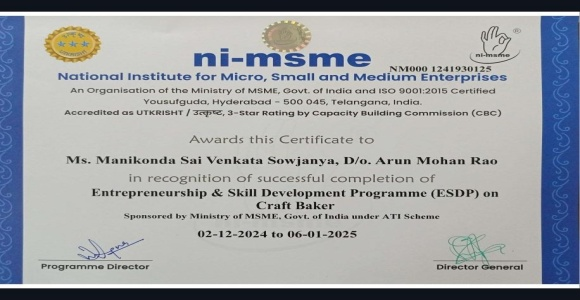 ni-msme
ni-msme
NM000 1241930125
National Institute for Micro, Small and Medium Enterprises
An Organisation of the Ministry of MSME, Govt. of India and ISO 9001:2015 Certified
Yousufguda, Hyderabad - 500 045, Telangana, India.
Accredited as UTKRISHT / उत्कृष्ट, 3-Star Rating by Capacity Building Commission (CBC)
Awards this Certificate to
Ms. Manikonda Sai Venkata Sowjanya, D/o. Arun Mohan Rao
in recognition of successful completion of
Entrepreneurship & Skill Development Programme (ESDP) on
Craft Baker
Sponsored by Ministry of MSME, Govt. of India under ATI Scheme
02-12-2024 to 06-01-2025
Programme Director
Director General